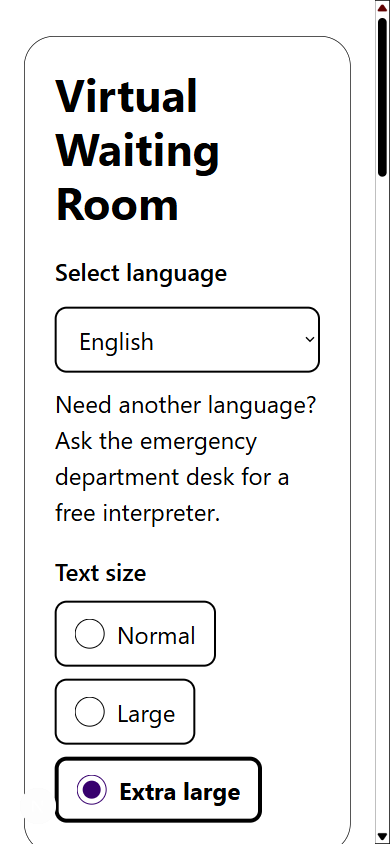 Virtual
Waiting
Room
Select language
English
Need another language?
Ask the emergency
department desk for a
free interpreter.
Text size
Normal
Large
Extra large